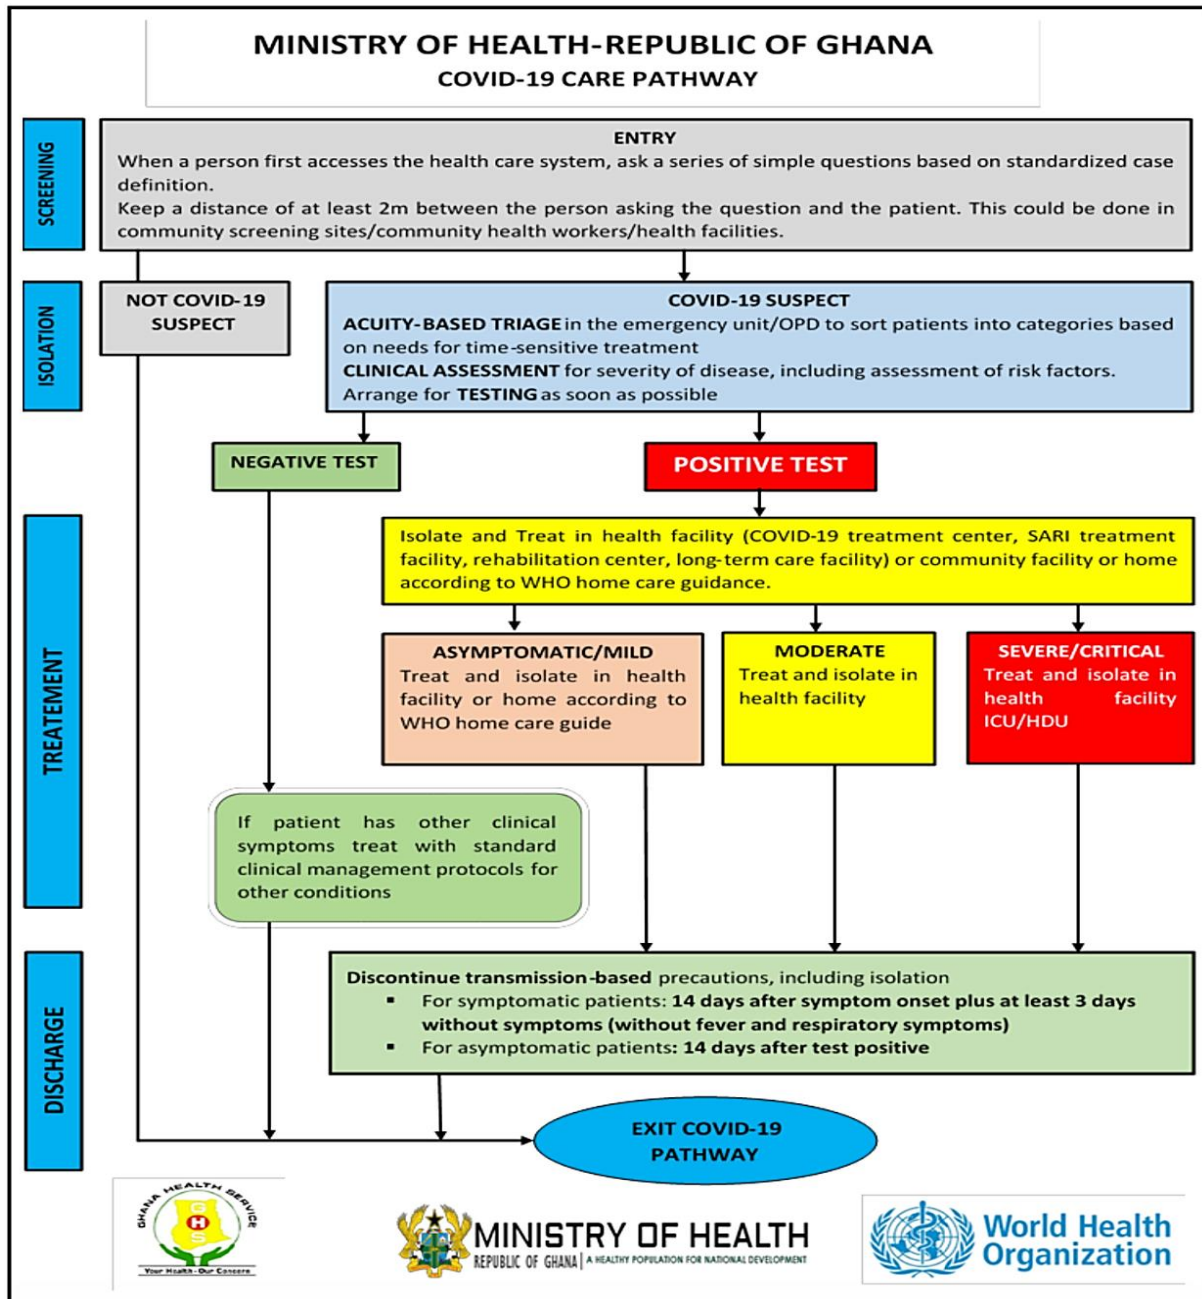 MINISTRY OF HEALTH-REPUBLIC OF GHANA
COVID-19 CARE PATHWAY
SCREENING
ENTRY
When a person first accesses the health care system, ask a series of simple questions based on standardized case
definition.
Keep a distance of at least 2m between the person asking the question and the patient. This could be done in
community screening sites/community health workers/health facilities.
ISOLATION
NOT COVID-19
SUSPECT
COVID-19 SUSPECT
ACUITY-BASED TRIAGE in the emergency unit/OPD to sort patients into categories based
on needs for time-sensitive treatment
CLINICAL ASSESSMENT for severity of disease, including assessment of risk factors.
Arrange for TESTING as soon as possible
NEGATIVE TEST
POSITIVE TEST
TREATEMENT
Isolate and Treat in health facility (COVID-19 treatment center, SARI treatment
facility, rehabilitation center, long-term care facility) or community facility or home
according to WHO home care guidance.
ASYMPTOMATIC/MILD
Treat and isolate in health
facility or home according to
WHO home care guide
MODERATE
Treat and isolate in
health facility
SEVERE/CRITICAL
Treat and isolate in
health facility
ICU/HDU
If patient has other clinical
symptoms treat with standard
clinical management protocols for
other conditions
DISCHARGE
Discontinue transmission-based precautions, including isolation
▪ For symptomatic patients: 14 days after symptom onset plus at least 3 days
without symptoms (without fever and respiratory symptoms)
▪ For asymptomatic patients: 14 days after test positive
EXIT COVID-19
PATHWAY
GHANA HEALTH SERVICE
G
H
S
Your Health - Our Concern
MINISTRY OF HEALTH
REPUBLIC OF GHANA | A HEALTHY POPULATION FOR NATIONAL DEVELOPMENT
World Health
Organization